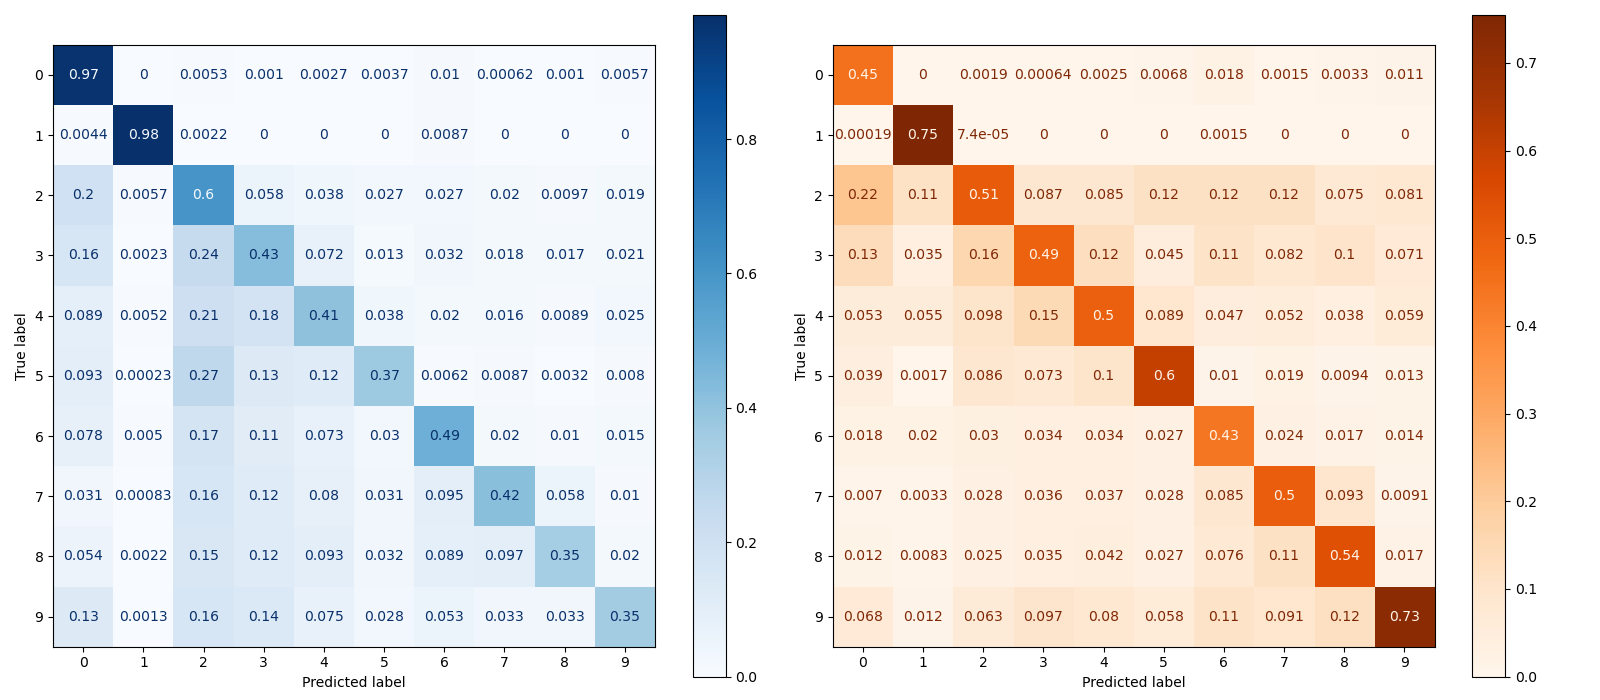 0 0.97 0 0.0053 0.001 0.0027 0.0037 0.01 0.00062 0.001 0.0057
1 0.0044 0.98 0.0022 0 0 0 0.0087 0 0 0
2 0.2 0.0057 0.6 0.058 0.038 0.027 0.027 0.02 0.0097 0.019
3 0.16 0.0023 0.24 0.43 0.072 0.013 0.032 0.018 0.017 0.021
4 0.089 0.0052 0.21 0.18 0.41 0.038 0.02 0.016 0.0089 0.025
5 0.093 0.00023 0.27 0.13 0.12 0.37 0.0062 0.0087 0.0032 0.008
6 0.078 0.005 0.17 0.11 0.073 0.03 0.49 0.02 0.01 0.015
7 0.031 0.00083 0.16 0.12 0.08 0.031 0.095 0.42 0.058 0.01
8 0.054 0.0022 0.15 0.12 0.093 0.032 0.089 0.097 0.35 0.02
9 0.13 0.0013 0.16 0.14 0.075 0.028 0.053 0.033 0.033 0.35
0 1 2 3 4 5 6 7 8 9
Predicted label
True label
0.8
0.6
0.4
0.2
0.0
0 0.45 0 0.0019 0.00064 0.0025 0.0068 0.018 0.0015 0.0033 0.011
1 0.00019 0.75 7.4e-05 0 0 0 0.0015 0 0 0
2 0.22 0.11 0.51 0.087 0.085 0.12 0.12 0.12 0.075 0.081
3 0.13 0.035 0.16 0.49 0.12 0.045 0.11 0.082 0.1 0.071
4 0.053 0.055 0.098 0.15 0.5 0.089 0.047 0.052 0.038 0.059
5 0.039 0.0017 0.086 0.073 0.1 0.6 0.01 0.019 0.0094 0.013
6 0.018 0.02 0.03 0.034 0.034 0.027 0.43 0.024 0.017 0.014
7 0.007 0.0033 0.028 0.036 0.037 0.028 0.085 0.5 0.093 0.0091
8 0.012 0.0083 0.025 0.035 0.042 0.027 0.076 0.11 0.54 0.017
9 0.068 0.012 0.063 0.097 0.08 0.058 0.11 0.091 0.12 0.73
0 1 2 3 4 5 6 7 8 9
Predicted label
True label
0.7
0.6
0.5
0.4
0.3
0.2
0.1
0.0